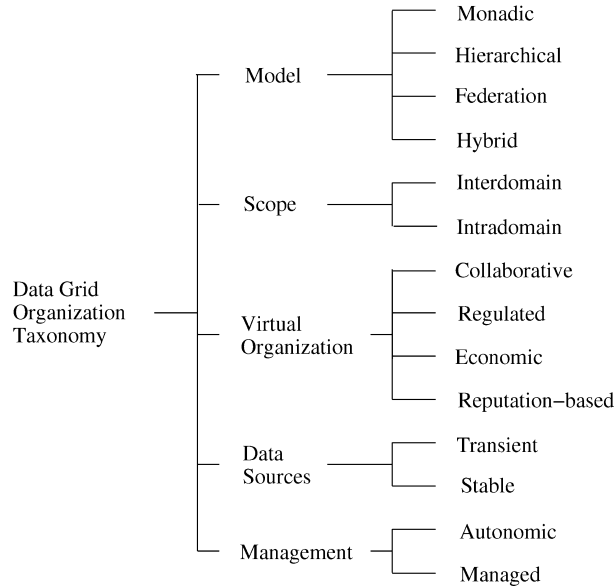 Data Grid
Organization
Taxonomy
Model
Monadic
Hierarchical
Federation
Hybrid
Scope
Interdomain
Intradomain
Virtual
Organization
Collaborative
Regulated
Economic
Reputation−based
Data
Sources
Transient
Stable
Management
Autonomic
Managed